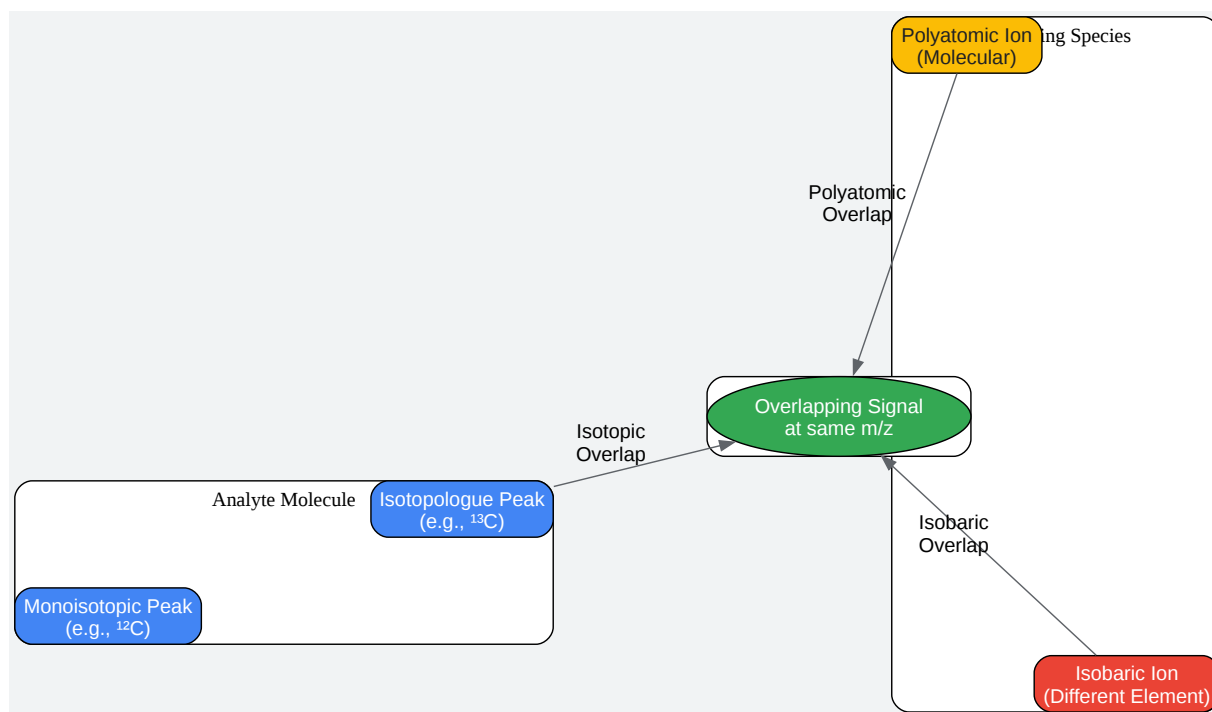 Polyatomic Ion
(Molecular)
ing Species
Polyatomic
Overlap
Overlapping Signal
at same m/z
Isotopic
Overlap
Analyte Molecule
Isotopologue Peak
(e.g., ¹³C)
Isobaric
Overlap
Monoisotopic Peak
(e.g., ¹²C)
Isobaric Ion
(Different Element)